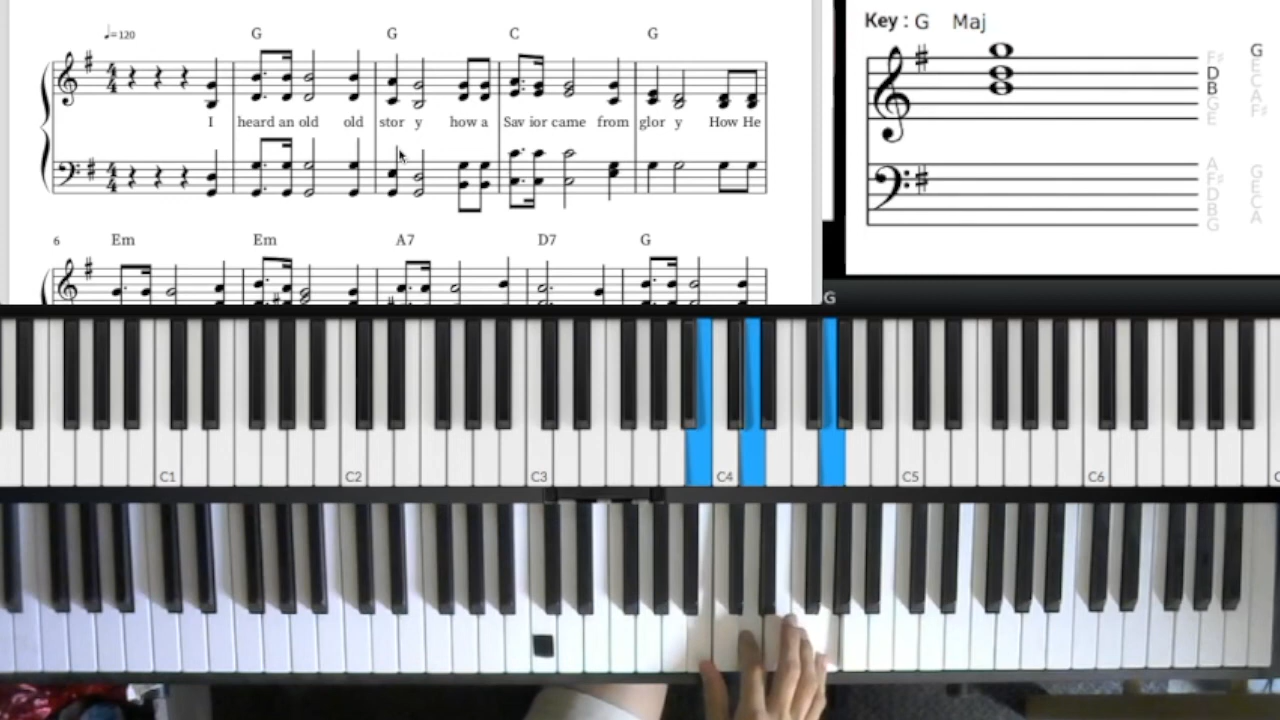 ♩=120
G G C G
I heard an old old stor y how a Sav ior came from glor y How He
6 Em Em A7 D7 G
Key : G Maj
F♯
D
B
G
E
G
E
C
A
F♯
A
F♯
D
B
G
G
E
C
A
G
C1 C2 C3 C4 C5 C6